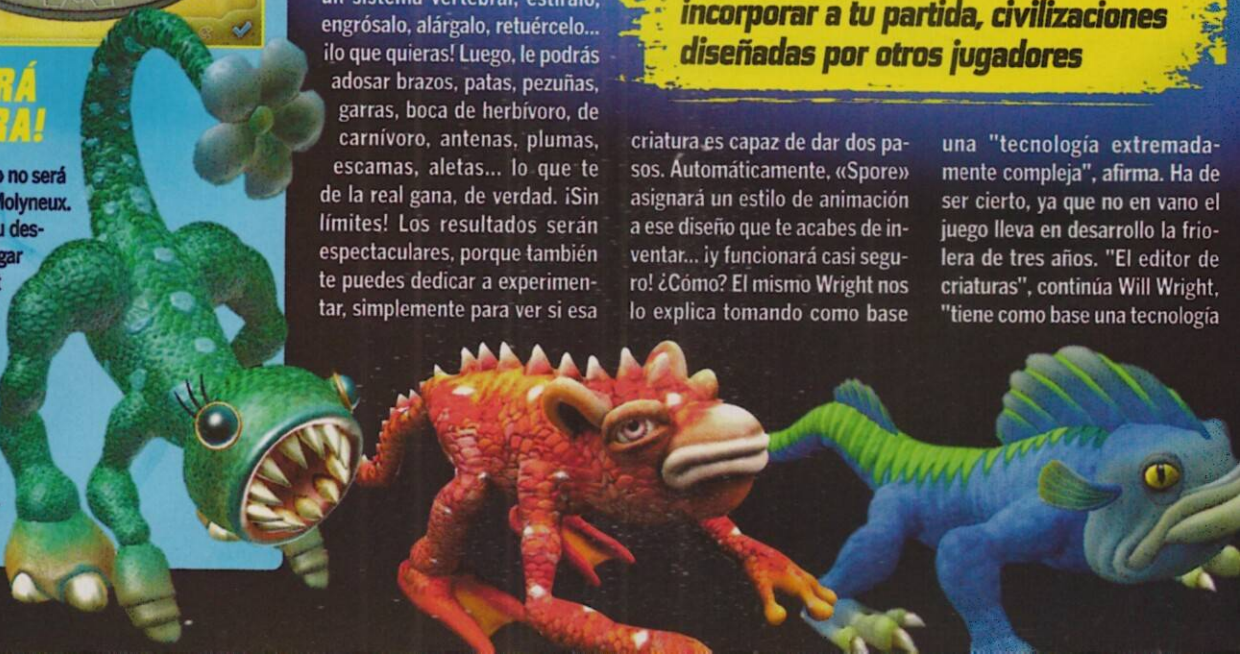 RÁ
RA!
no será
Molyneux.
u des-
gar
un sistema vertebral, estíralo,
engrósalo, alárgalo, retuércelo...
¡lo que quieras! Luego, le podrás
adosar brazos, patas, pezuñas,
garras, boca de herbívoro, de
carnívoro, antenas, plumas,
escamas, aletas... lo que te
de la real gana, de verdad. ¡Sin
límites! Los resultados serán
espectaculares, porque también
te puedes dedicar a experimen-
tar, simplemente para ver si esa
incorporar a tu partida, civilizaciones
diseñadas por otros jugadores
criatura es capaz de dar dos pa-
sos. Automáticamente, «Spore»
asignará un estilo de animación
a ese diseño que te acabes de in-
ventar... ¡y funcionará casi segu-
ro! ¿Cómo? El mismo Wright nos
lo explica tomando como base
una "tecnología extremada-
mente compleja", afirma. Ha de
ser cierto, ya que no en vano el
juego lleva en desarrollo la frio-
lera de tres años. "El editor de
criaturas", continúa Will Wright,
"tiene como base una tecnología